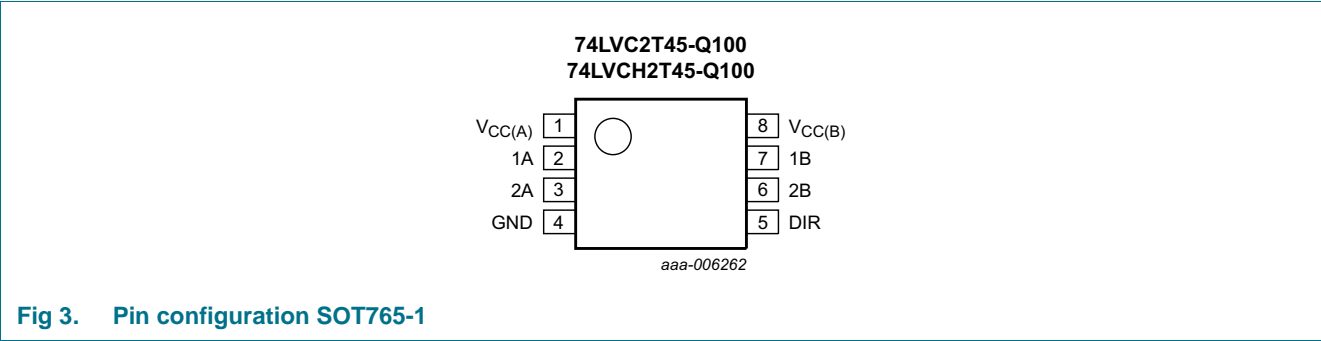 74LVC2T45-Q100
74LVCH2T45-Q100
VCC(A) 1 8 VCC(B)
1A 2 7 1B
2A 3 6 2B
GND 4 5 DIR
aaa-006262
Fig 3. Pin configuration SOT765-1